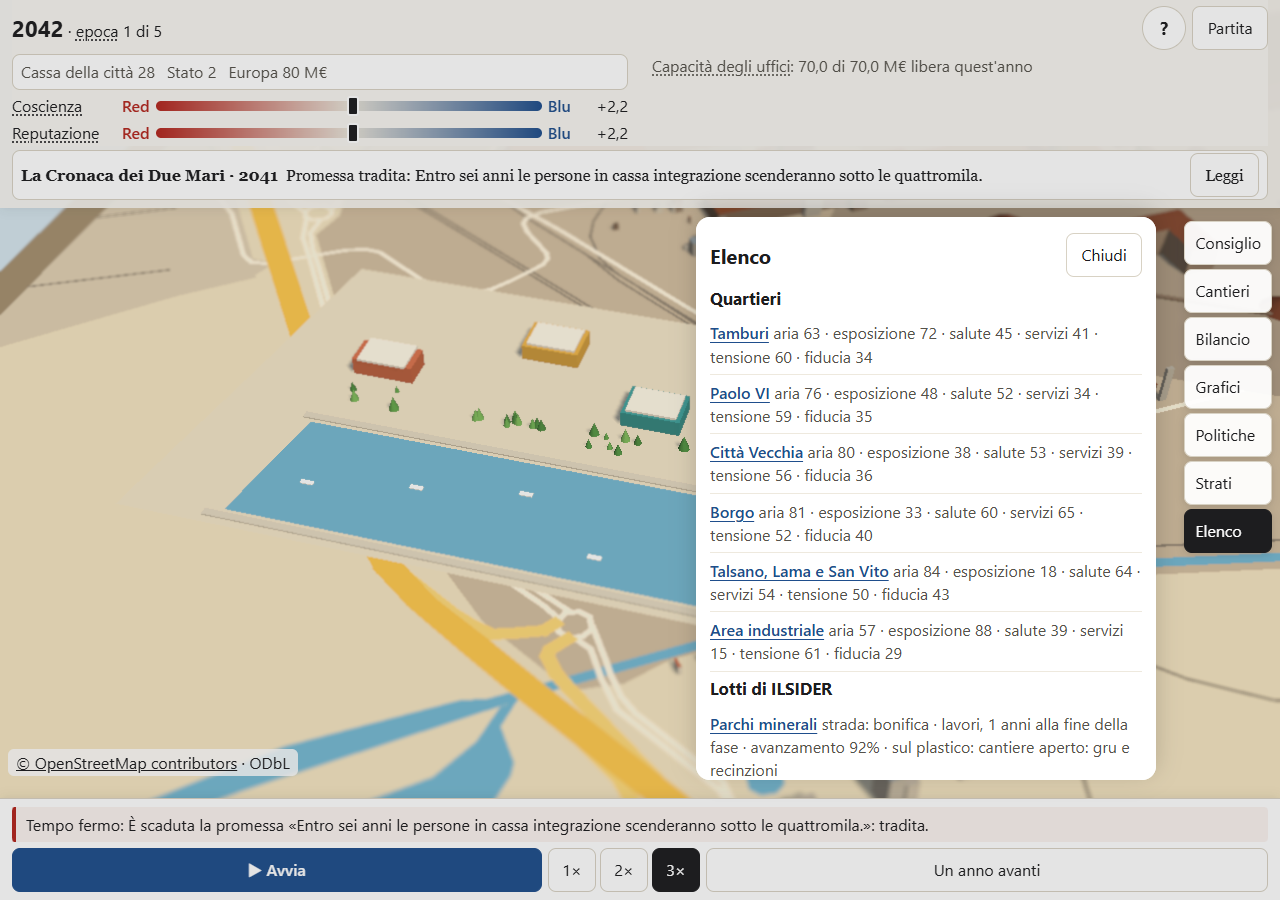 2042 · epoca 1 di 5
? Partita
Cassa della città 28 Stato 2 Europa 80 M€
Capacità degli uffici: 70,0 di 70,0 M€ libera quest'anno
Coscienza Red Blu +2,2
Reputazione Red Blu +2,2
La Cronaca dei Due Mari · 2041 Promessa tradita: Entro sei anni le persone in cassa integrazione scenderanno sotto le quattromila.
Leggi
Elenco
Chiudi
Quartieri
Tamburi aria 63 · esposizione 72 · salute 45 · servizi 41 ·
tensione 60 · fiducia 34
Paolo VI aria 76 · esposizione 48 · salute 52 · servizi 34 ·
tensione 59 · fiducia 35
Città Vecchia aria 80 · esposizione 38 · salute 53 · servizi 39 ·
tensione 56 · fiducia 36
Borgo aria 81 · esposizione 33 · salute 60 · servizi 65 ·
tensione 52 · fiducia 40
Talsano, Lama e San Vito aria 84 · esposizione 18 · salute 64 ·
servizi 54 · tensione 50 · fiducia 43
Area industriale aria 57 · esposizione 88 · salute 39 · servizi
15 · tensione 61 · fiducia 29
Lotti di ILSIDER
Parchi minerali strada: bonifica · lavori, 1 anni alla fine della
fase · avanzamento 92% · sul plastico: cantiere aperto: gru e
recinzioni
Consiglio
Cantieri
Bilancio
Grafici
Politiche
Strati
Elenco
© OpenStreetMap contributors · ODbL
Tempo fermo: È scaduta la promessa «Entro sei anni le persone in cassa integrazione scenderanno sotto le quattromila.»: tradita.
▶ Avvia 1× 2× 3× Un anno avanti